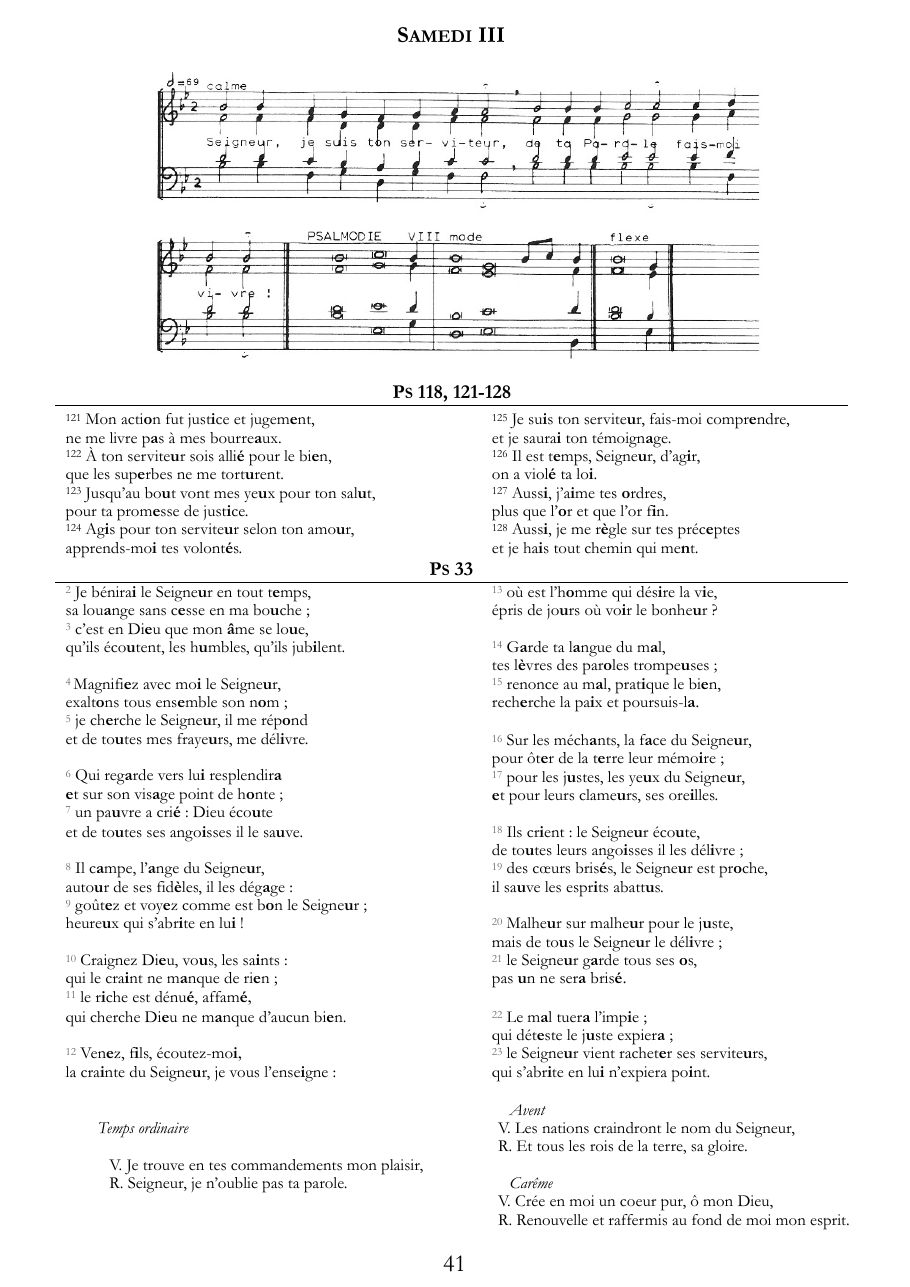 SAMEDI III
=69 calme
Seigneur, je suis ton ser- vi-teur, de ta Pa- ro- le fais-moi
PSALMODIE VIII mode flexe
vi- vre !
PS 118, 121-128
121 Mon action fut justice et jugement,
ne me livre pas à mes bourreaux.
122 À ton serviteur sois allié pour le bien,
que les superbes ne me torturent.
123 Jusqu’au bout vont mes yeux pour ton salut,
pour ta promesse de justice.
124 Agis pour ton serviteur selon ton amour,
apprends-moi tes volontés.
125 Je suis ton serviteur, fais-moi comprendre,
et je saurai ton témoignage.
126 Il est temps, Seigneur, d’agir,
on a violé ta loi.
127 Aussi, j’aime tes ordres,
plus que l’or et que l’or fin.
128 Aussi, je me règle sur tes préceptes
et je hais tout chemin qui ment.
PS 33
2 Je bénirai le Seigneur en tout temps,
sa louange sans cesse en ma bouche ;
3 c’est en Dieu que mon âme se loue,
qu’ils écoutent, les humbles, qu’ils jubilent.
4 Magnifiez avec moi le Seigneur,
exaltons tous ensemble son nom ;
5 je cherche le Seigneur, il me répond
et de toutes mes frayeurs, me délivre.
6 Qui regarde vers lui resplendira
et sur son visage point de honte ;
7 un pauvre a crié : Dieu écoute
et de toutes ses angoisses il le sauve.
8 Il campe, l’ange du Seigneur,
autour de ses fidèles, il les dégage :
9 goûtez et voyez comme est bon le Seigneur ;
heureux qui s’abrite en lui !
10 Craignez Dieu, vous, les saints :
qui le craint ne manque de rien ;
11 le riche est dénué, affamé,
qui cherche Dieu ne manque d’aucun bien.
12 Venez, fils, écoutez-moi,
la crainte du Seigneur, je vous l’enseigne :
13 où est l’homme qui désire la vie,
épris de jours où voir le bonheur ?
14 Garde ta langue du mal,
tes lèvres des paroles trompeuses ;
15 renonce au mal, pratique le bien,
recherche la paix et poursuis-la.
16 Sur les méchants, la face du Seigneur,
pour ôter de la terre leur mémoire ;
17 pour les justes, les yeux du Seigneur,
et pour leurs clameurs, ses oreilles.
18 Ils crient : le Seigneur écoute,
de toutes leurs angoisses il les délivre ;
19 des cœurs brisés, le Seigneur est proche,
il sauve les esprits abattus.
20 Malheur sur malheur pour le juste,
mais de tous le Seigneur le délivre ;
21 le Seigneur garde tous ses os,
pas un ne sera brisé.
22 Le mal tuera l’impie ;
qui déteste le juste expiera ;
23 le Seigneur vient racheter ses serviteurs,
qui s’abrite en lui n’expiera point.
Temps ordinaire
V. Je trouve en tes commandements mon plaisir,
R. Seigneur, je n’oublie pas ta parole.
Avent
V. Les nations craindront le nom du Seigneur,
R. Et tous les rois de la terre, sa gloire.
Carême
V. Crée en moi un coeur pur, ô mon Dieu,
R. Renouvelle et raffermis au fond de moi mon esprit.
41